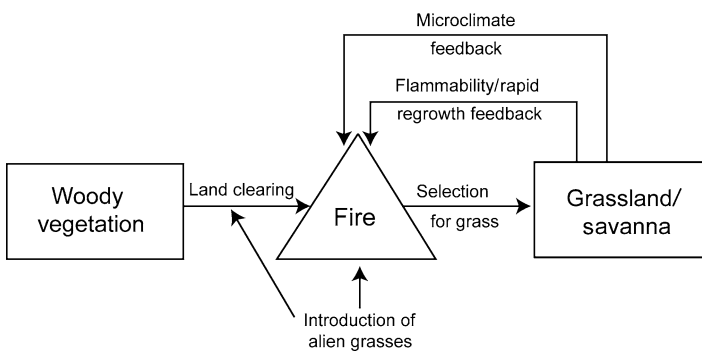 Microclimate
feedback
Flammability/rapid
regrowth feedback
Woody
vegetation
Land clearing
Fire
Selection
for grass
Grassland/
savanna
Introduction of
alien grasses